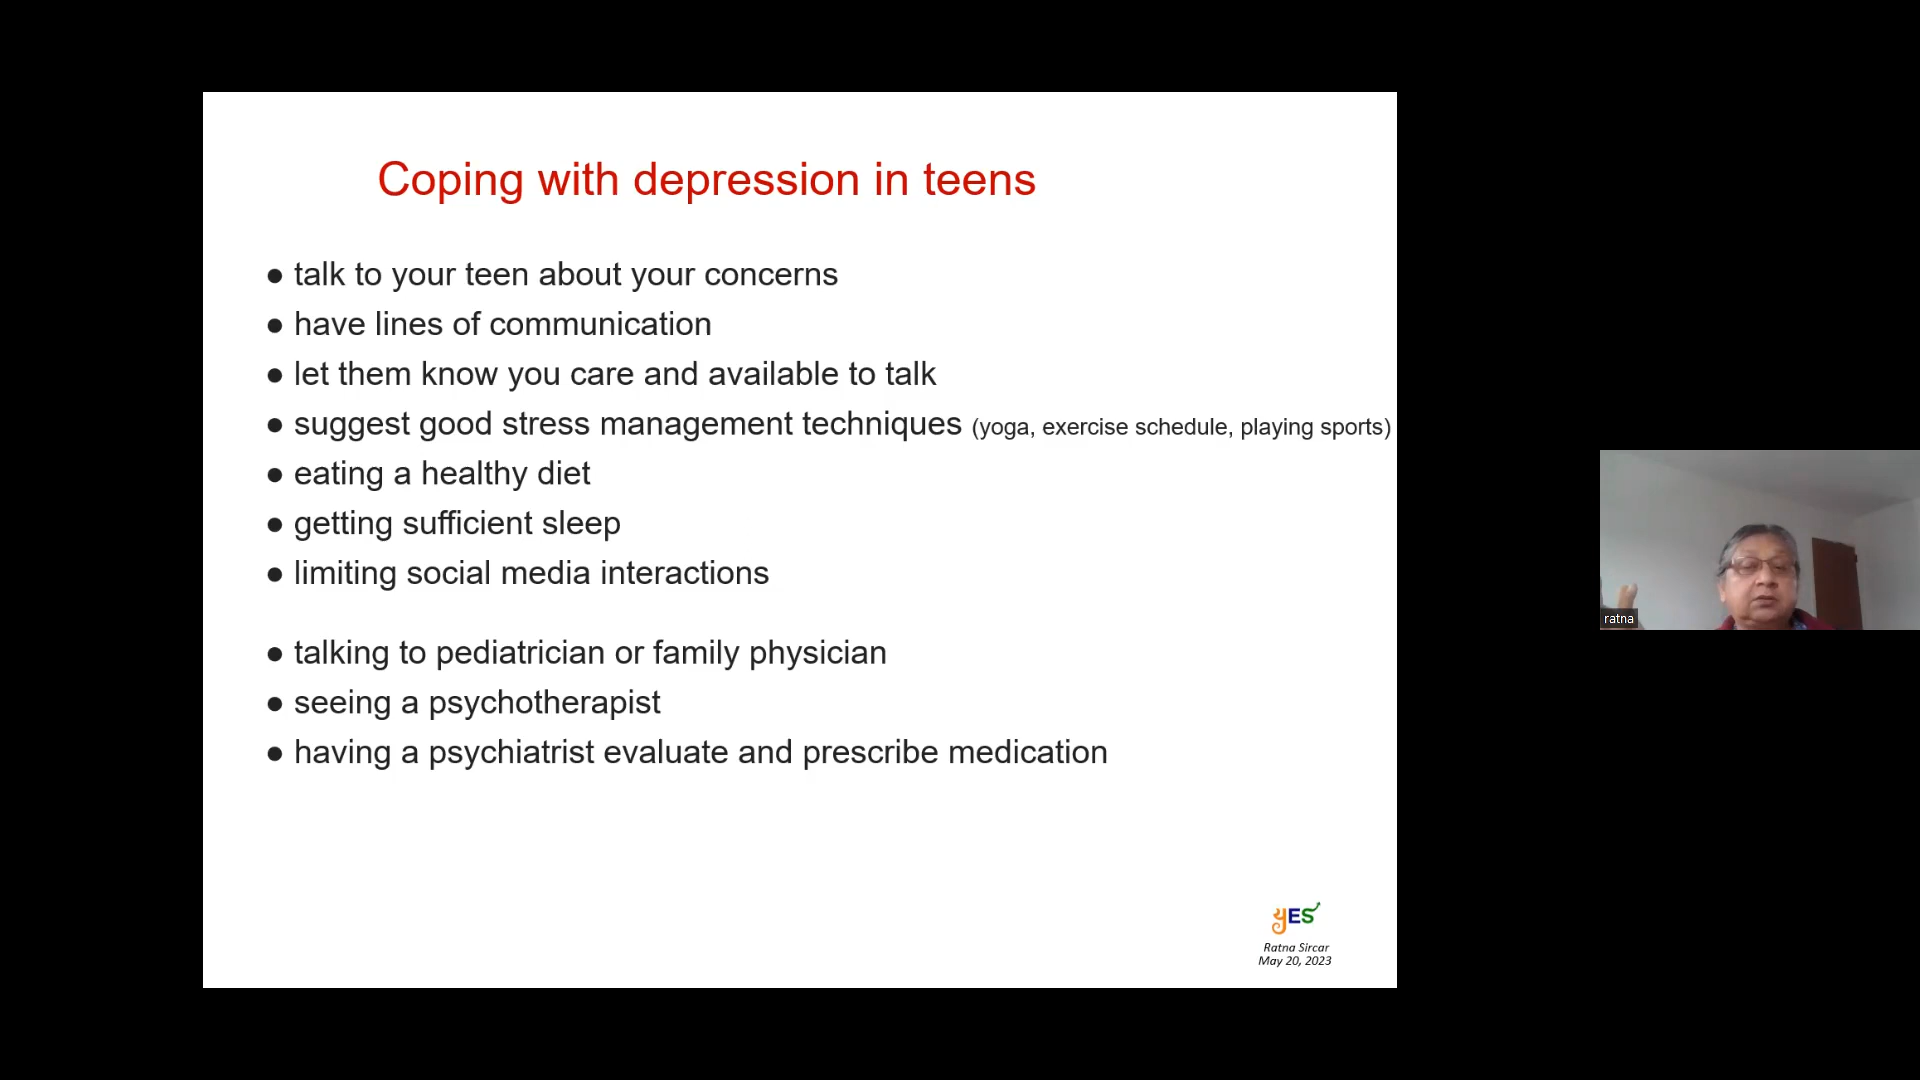 Coping with depression in teens
● talk to your teen about your concerns
● have lines of communication
● let them know you care and available to talk
● suggest good stress management techniques (yoga, exercise schedule, playing sports)
● eating a healthy diet
● getting sufficient sleep
● limiting social media interactions
● talking to pediatrician or family physician
● seeing a psychotherapist
● having a psychiatrist evaluate and prescribe medication
yES
Ratna Sircar
May 20, 2023
ratna